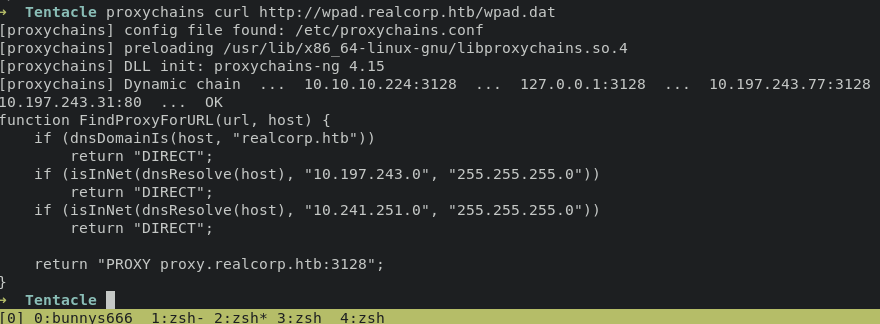 →  Tentacle proxychains curl http://wpad.realcorp.htb/wpad.dat
[proxychains] config file found: /etc/proxychains.conf
[proxychains] preloading /usr/lib/x86_64-linux-gnu/libproxychains.so.4
[proxychains] DLL init: proxychains-ng 4.15
[proxychains] Dynamic chain  ...  10.10.10.224:3128  ...  127.0.0.1:3128  ...  10.197.243.77:3128
10.197.243.31:80  ...  OK
function FindProxyForURL(url, host) {
    if (dnsDomainIs(host, "realcorp.htb"))
        return "DIRECT";
    if (isInNet(dnsResolve(host), "10.197.243.0", "255.255.255.0"))
        return "DIRECT";
    if (isInNet(dnsResolve(host), "10.241.251.0", "255.255.255.0"))
        return "DIRECT";

    return "PROXY proxy.realcorp.htb:3128";
}
→  Tentacle
[0] 0:bunnys666  1:zsh- 2:zsh* 3:zsh  4:zsh